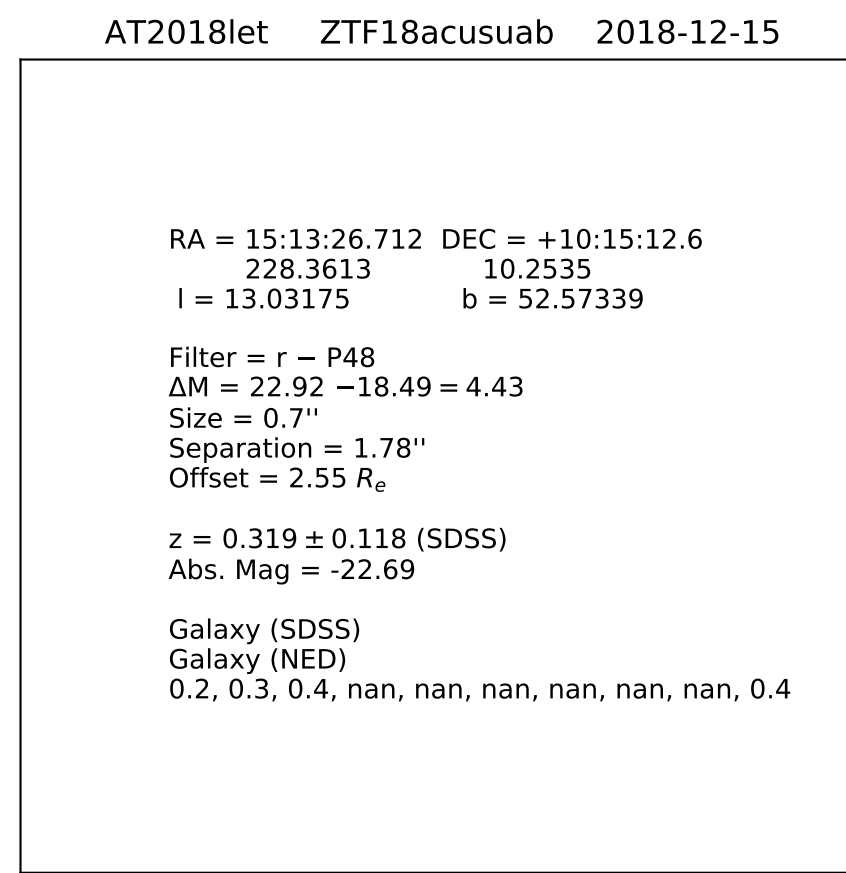 AT2018let ZTF18acusuab 2018-12-15
RA = 15:13:26.712 DEC = +10:15:12.6
228.3613 10.2535
l = 13.03175 b = 52.57339
Filter = r − P48
ΔM = 22.92 −18.49 = 4.43
Size = 0.7''
Separation = 1.78''
Offset = 2.55 Rₑ
z = 0.319 ± 0.118 (SDSS)
Abs. Mag = -22.69
Galaxy (SDSS)
Galaxy (NED)
0.2, 0.3, 0.4, nan, nan, nan, nan, nan, nan, 0.4